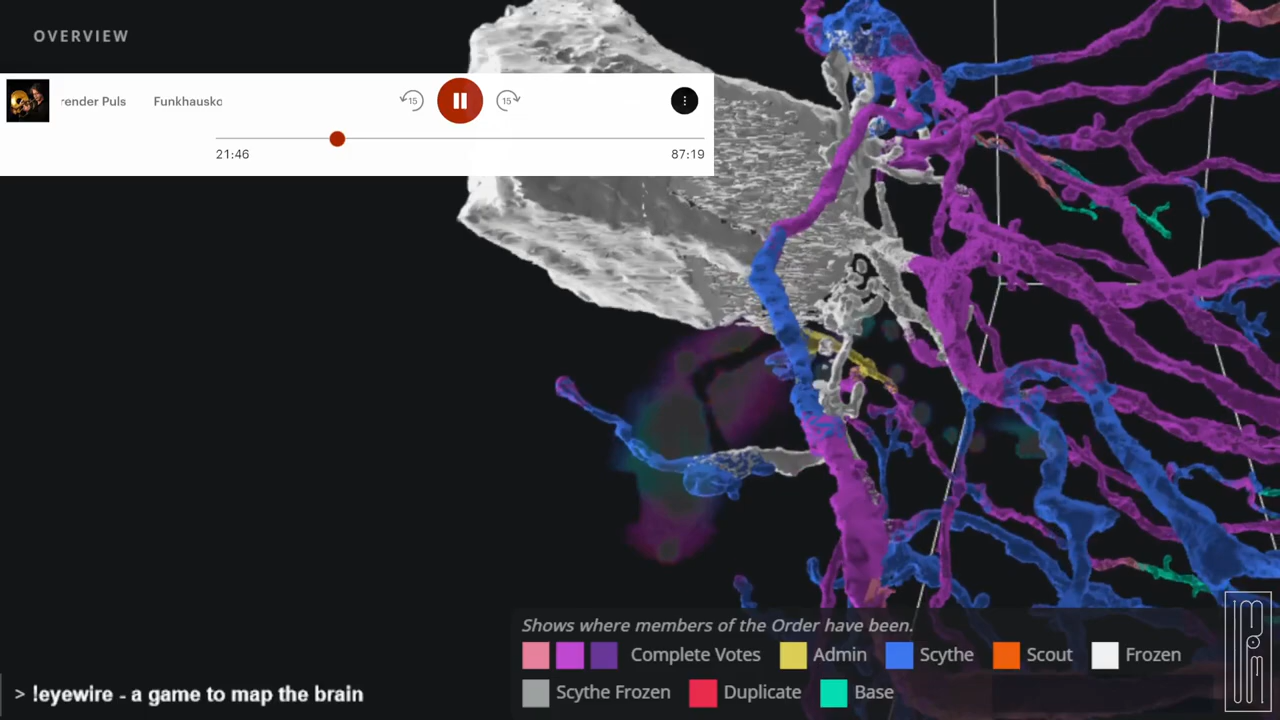 OVERVIEW
render Puls Funkhausko
15 15
21:46 87:19
Shows where members of the Order have been.
Complete Votes Admin Scythe Scout Frozen
Scythe Frozen Duplicate Base
> !eyewire - a game to map the brain